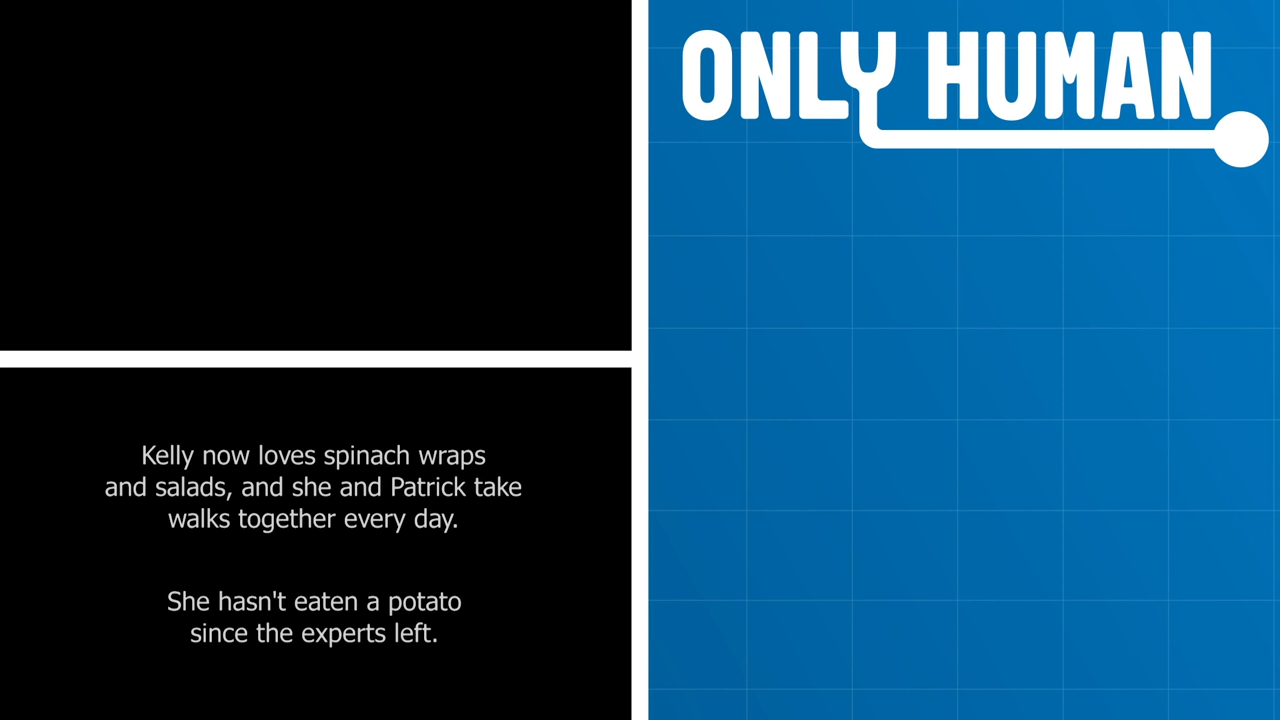 Kelly now loves spinach wraps
and salads, and she and Patrick take
walks together every day.
She hasn't eaten a potato
since the experts left.
ONLY HUMAN